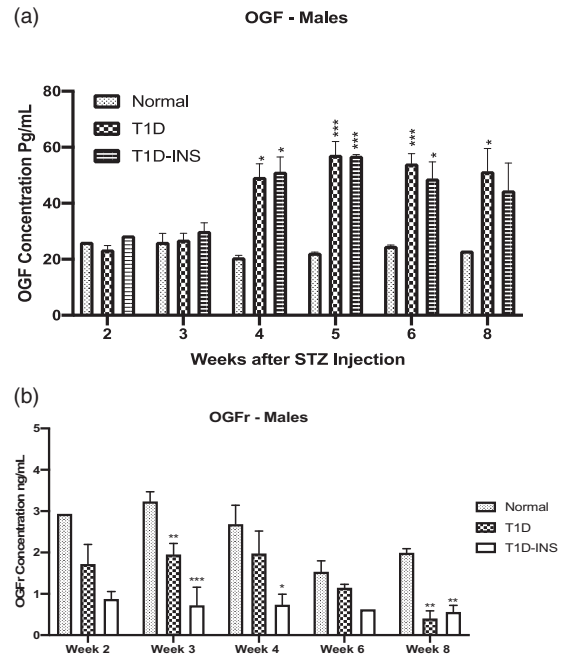 (a)
OGF - Males
80
60
40
20
0
OGF Concentration Pg/mL
Normal
T1D
T1D-INS
*
*
***
***
***
*
*
2 3 4 5 6 8
Weeks after STZ Injection
(b)
OGFr - Males
5
4
3
2
1
0
OGFr Concentration ng/mL
Normal
T1D
T1D-INS
**
***
*
**
**
Week 2 Week 3 Week 4 Week 6 Week 8